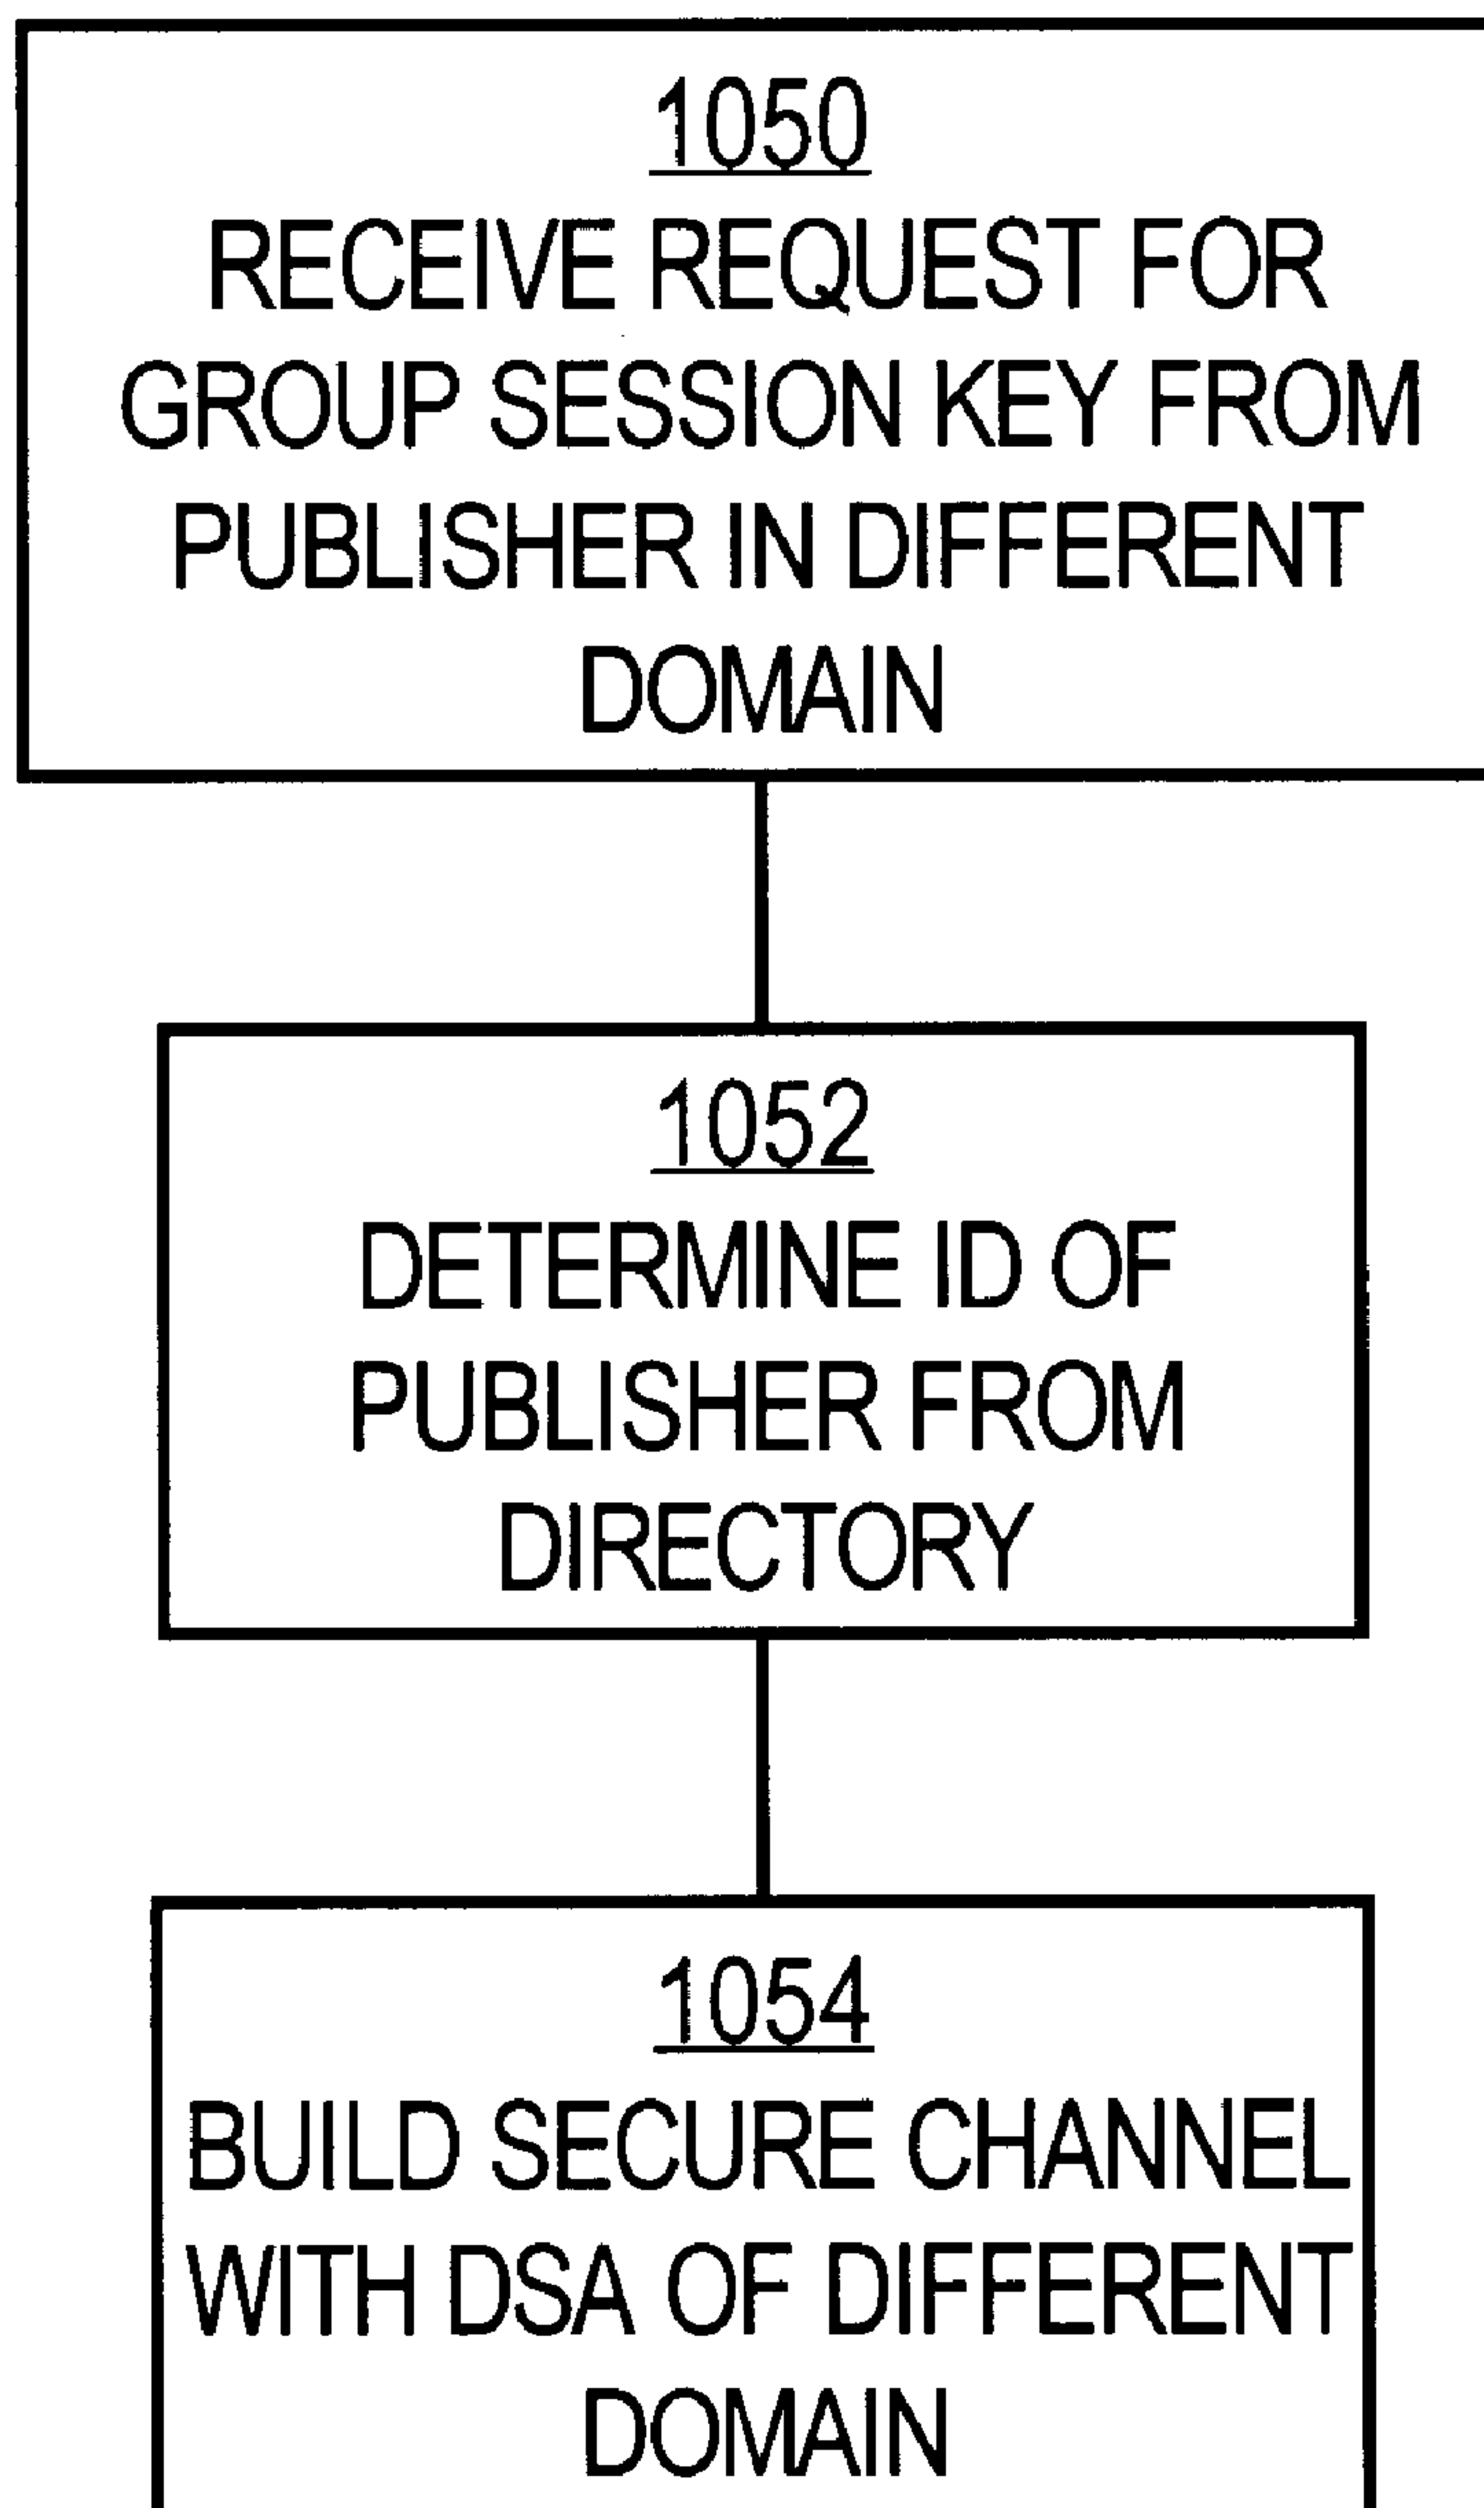 1050
RECEIVE REQUEST FOR
GROUP SESSION KEY FROM
PUBLISHER IN DIFFERENT
DOMAIN
1052
DETERMINE ID OF
PUBLISHER FROM
DIRECTORY
1054
BUILD SECURE CHANNEL
WITH DSA OF DIFFERENT
DOMAIN